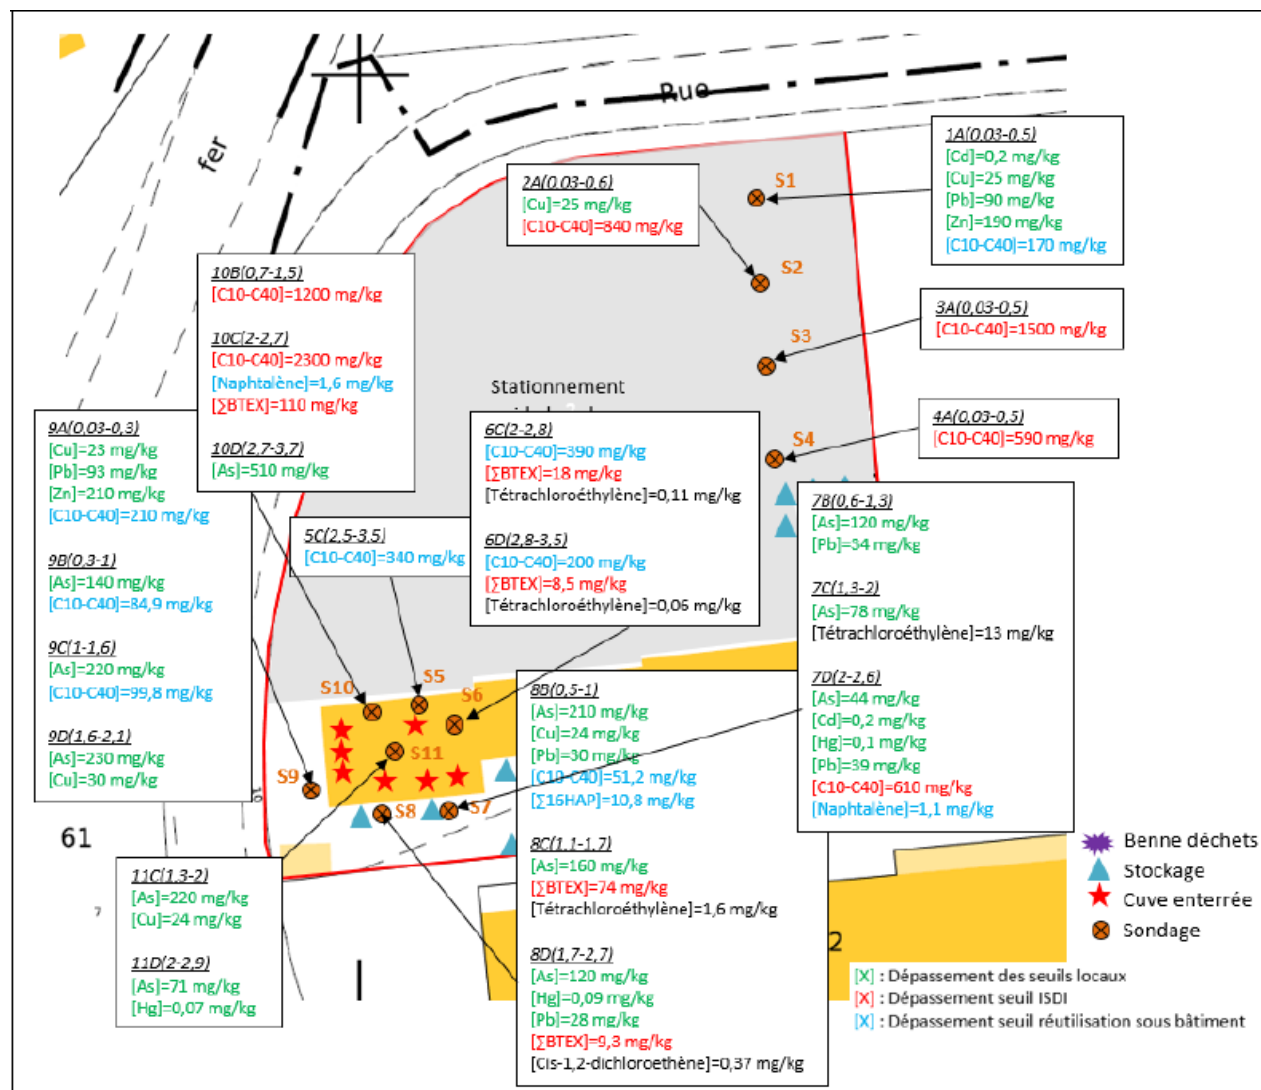 Rue
fer
1A(0,03-0,5)
[Cd]=0,2 mg/kg
[Cu]=25 mg/kg
[Pb]=90 mg/kg
[Zn]=190 mg/kg
[C10-C40]=170 mg/kg
2A(0,03-0,6)
[Cu]=25 mg/kg
[C10-C40]=840 mg/kg
S1
S2
10B(0,7-1,5)
[C10-C40]=1200 mg/kg
10C(2-2,7)
[C10-C40]=2300 mg/kg
[Naphtalène]=1,6 mg/kg
[∑BTEX]=110 mg/kg
10D(2,7-3,7)
[As]=510 mg/kg
3A(0,03-0,5)
[C10-C40]=1500 mg/kg
S3
Stationnement
4A(0,03-0,5)
[C10-C40]=590 mg/kg
S4
9A(0,03-0,3)
[Cu]=23 mg/kg
[Pb]=93 mg/kg
[Zn]=210 mg/kg
[C10-C40]=210 mg/kg
9B(0,3-1)
[As]=140 mg/kg
[C10-C40]=84,9 mg/kg
9C(1-1,6)
[As]=220 mg/kg
[C10-C40]=99,8 mg/kg
9D(1,6-2,1)
[As]=230 mg/kg
[Cu]=30 mg/kg
5C(2,5-3,5)
[C10-C40]=340 mg/kg
6C(2-2,8)
[C10-C40]=390 mg/kg
[∑BTEX]=18 mg/kg
[Tétrachloroéthylène]=0,11 mg/kg
6D(2,8-3,5)
[C10-C40]=200 mg/kg
[∑BTEX]=8,5 mg/kg
[Tétrachloroéthylène]=0,06 mg/kg
7B(0,6-1,3)
[As]=120 mg/kg
[Pb]=34 mg/kg
7C(1,3-2)
[As]=78 mg/kg
[Tétrachloroéthylène]=13 mg/kg
7D(2-2,6)
[As]=44 mg/kg
[Cd]=0,2 mg/kg
[Hg]=0,1 mg/kg
[Pb]=39 mg/kg
[C10-C40]=610 mg/kg
[Naphtalène]=1,1 mg/kg
S10
S5
S6
S11
S9
S8
S7
8B(0,5-1)
[As]=210 mg/kg
[Cu]=24 mg/kg
[Pb]=30 mg/kg
[C10-C40]=51,2 mg/kg
[∑16HAP]=10,8 mg/kg
8C(1,1-1,7)
[As]=160 mg/kg
[∑BTEX]=74 mg/kg
[Tétrachloroéthylène]=1,6 mg/kg
8D(1,7-2,7)
[As]=120 mg/kg
[Hg]=0,09 mg/kg
[Pb]=28 mg/kg
[∑BTEX]=9,3 mg/kg
[Cis-1,2-dichloroethène]=0,37 mg/kg
61
7
11C(1,3-2)
[As]=220 mg/kg
[Cu]=24 mg/kg
11D(2-2,9)
[As]=71 mg/kg
[Hg]=0,07 mg/kg
2
Benne déchets
Stockage
Cuve enterrée
Sondage
[X] : Dépassement des seuils locaux
[X] : Dépassement seuil ISDI
[X] : Dépassement seuil réutilisation sous bâtiment